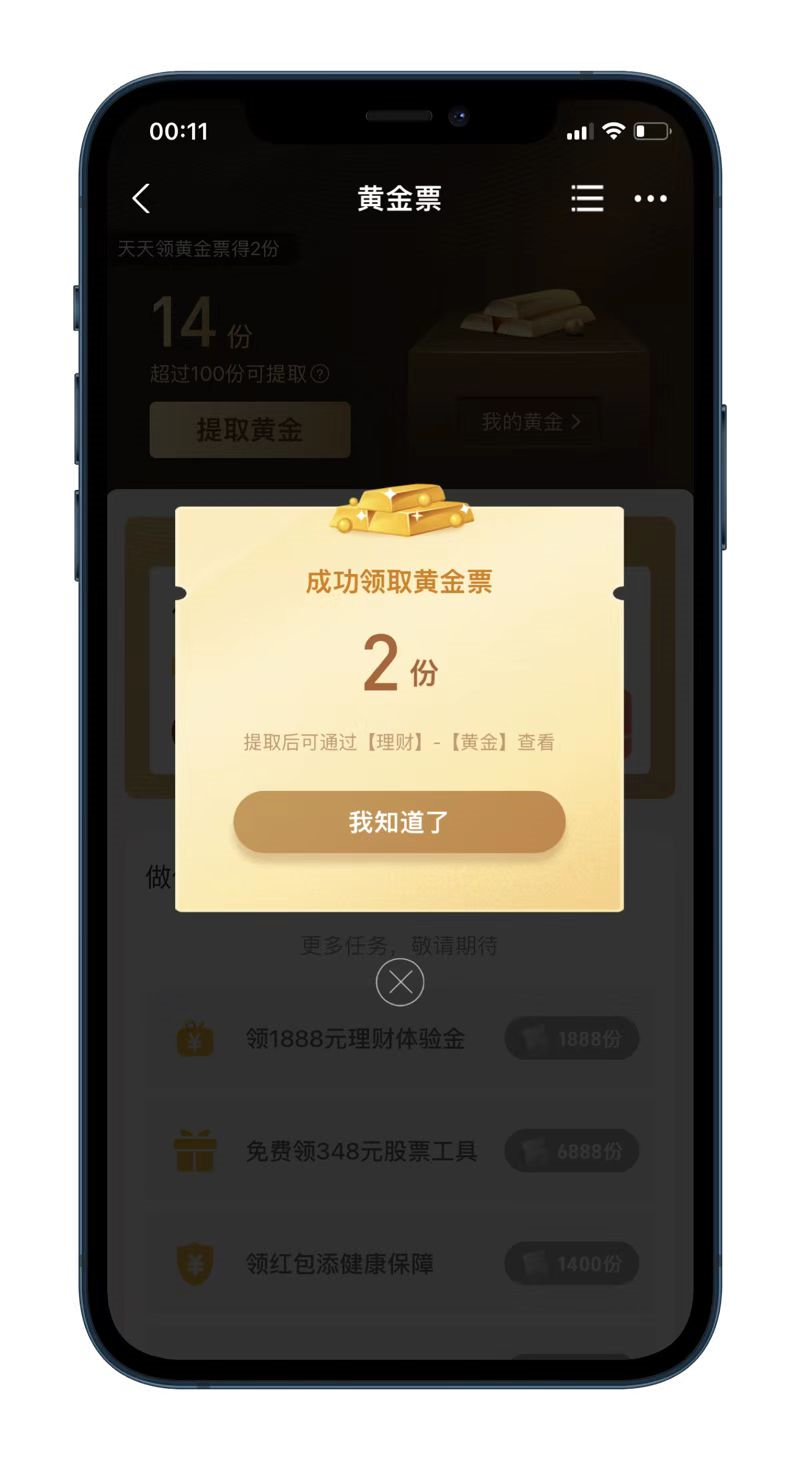 00:11
黄金票
天天领黄金票得2份
14份
超过100份可提取?
提取黄金
我的黄金
成功领取黄金票
2份
提取后可通过【理财】-【黄金】查看
我知道了
做
更多任务，敬请期待
领1888元理财体验金
1888份
免费领348元股票工具
6888份
领红包添健康保障
1400份